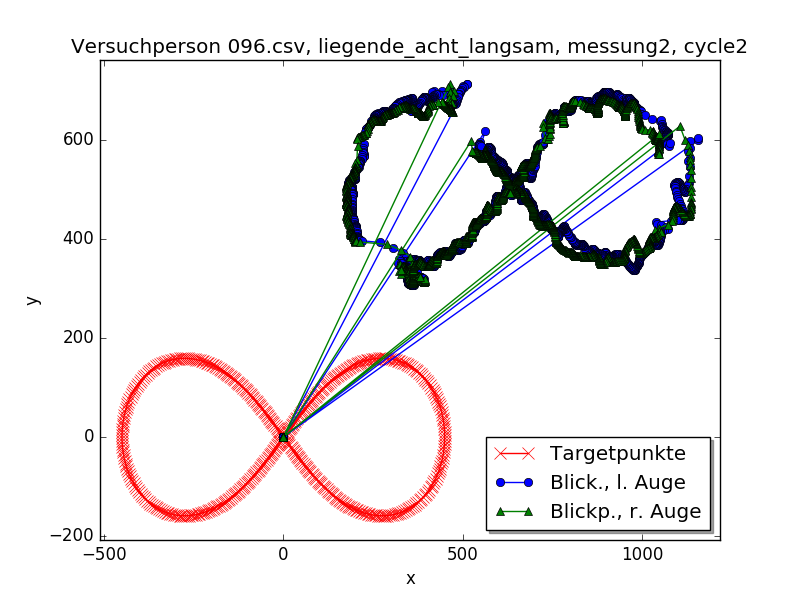 Versuchperson 096.csv, liegende_acht_langsam, messung2, cycle2
600
400
200
0
−200
y
−500
0
500
1000
x
Targetpunkte
Blick., l. Auge
Blickp., r. Auge